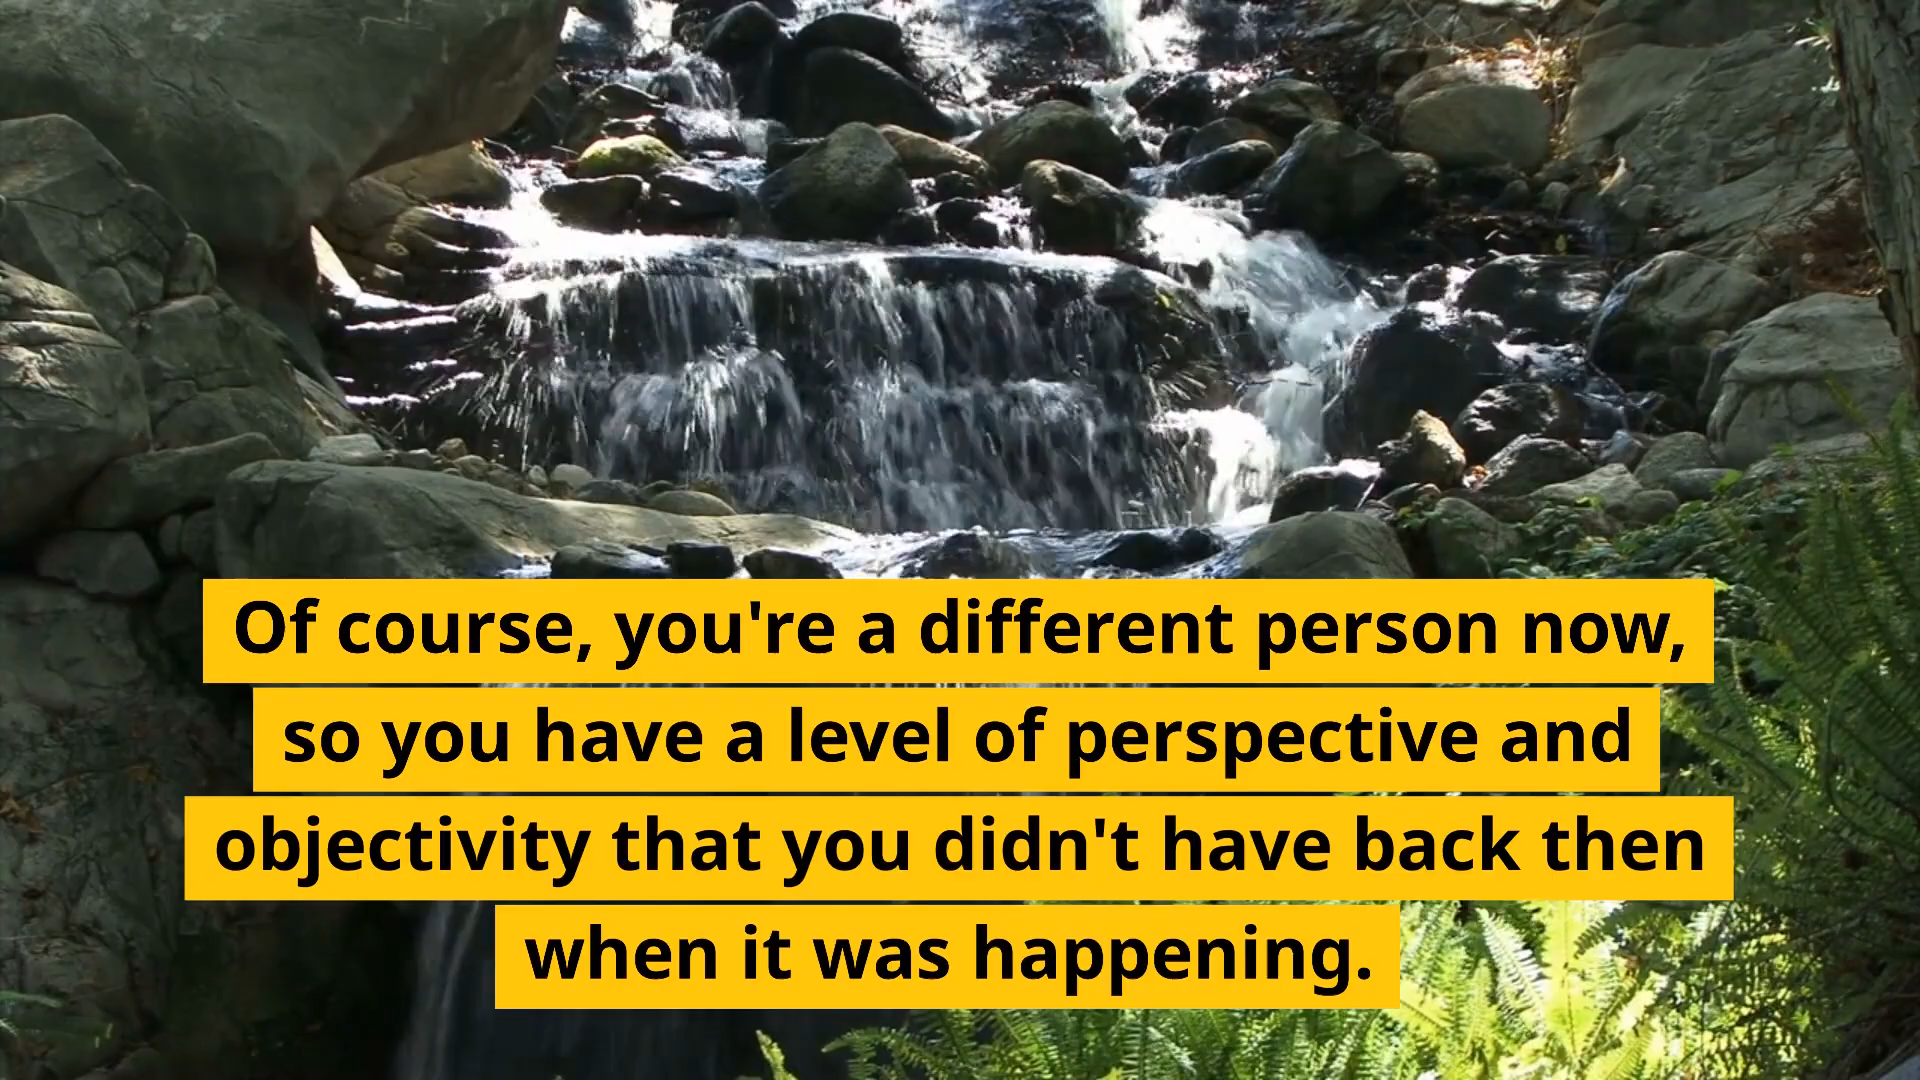 Of course, you're a different person now,
so you have a level of perspective and
objectivity that you didn't have back then
when it was happening.